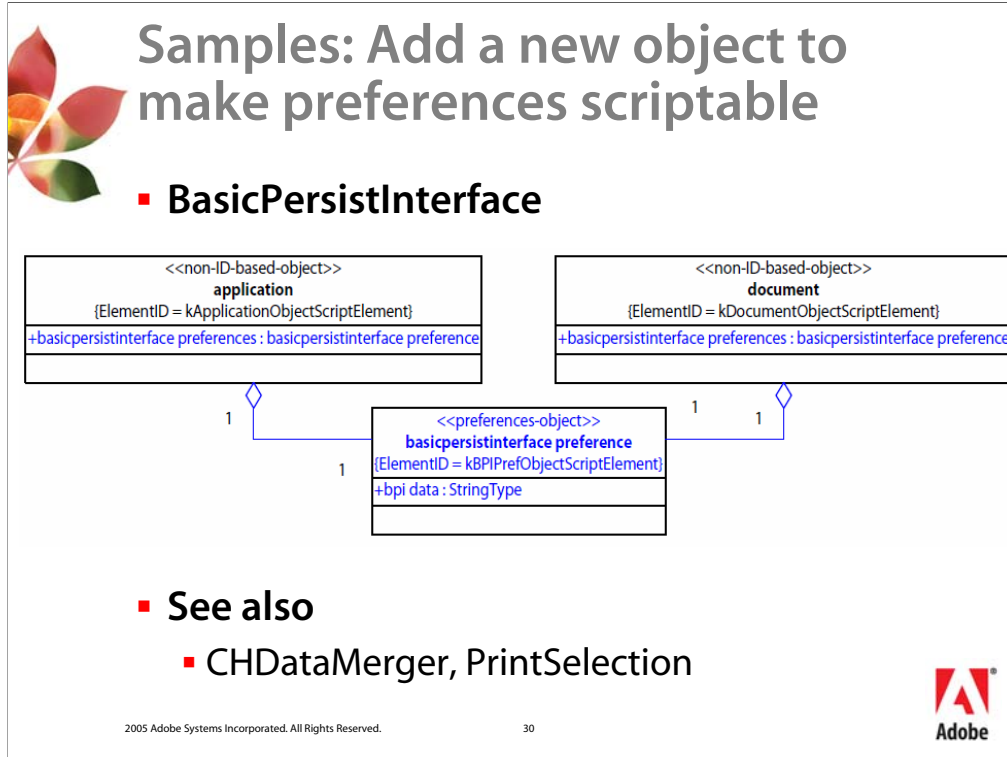 Samples: Add a new object to
make preferences scriptable
▪ BasicPersistInterface
<<non-ID-based-object>>
application
{ElementID = kApplicationObjectScriptElement}
+basicpersistinterface preferences : basicpersistinterface preference
<<non-ID-based-object>>
document
{ElementID = kDocumentObjectScriptElement}
+basicpersistinterface preferences : basicpersistinterface preference
1
1
1
1
<<preferences-object>>
basicpersistinterface preference
{ElementID = kBPIPrefObjectScriptElement}
+bpi data : StringType
▪ See also
▪ CHDataMerger, PrintSelection
2005 Adobe Systems Incorporated. All Rights Reserved.
30
Adobe